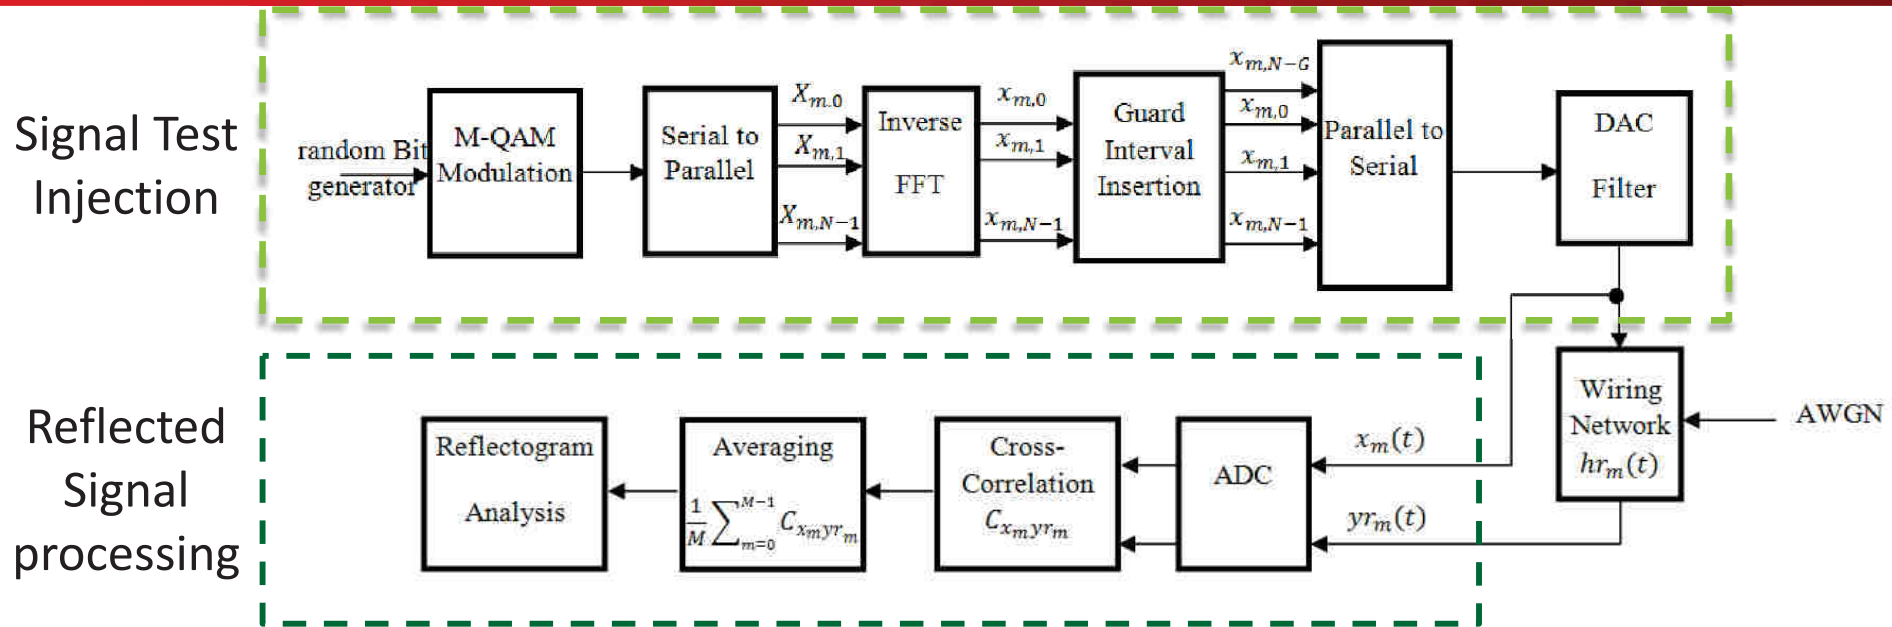 Signal Test
Injection
random Bit
generator
M-QAM
Modulation
Serial to
Parallel
X_{m.0}
X_{m,1}
X_{m,N-1}
Inverse
FFT
x_{m,0}
x_{m,1}
x_{m,N-1}
Guard
Interval
Insertion
x_{m,N-G}
x_{m,0}
x_{m,1}
x_{m,N-1}
Parallel to
Serial
DAC
Filter
Wiring
Network
hr_m(t)
AWGN
Reflected
Signal
processing
x_m(t)
yr_m(t)
ADC
Cross-
Correlation
C_{x_m yr_m}
Averaging
\frac{1}{M} \sum_{m=0}^{M-1} C_{x_m yr_m}
Reflectogram
Analysis